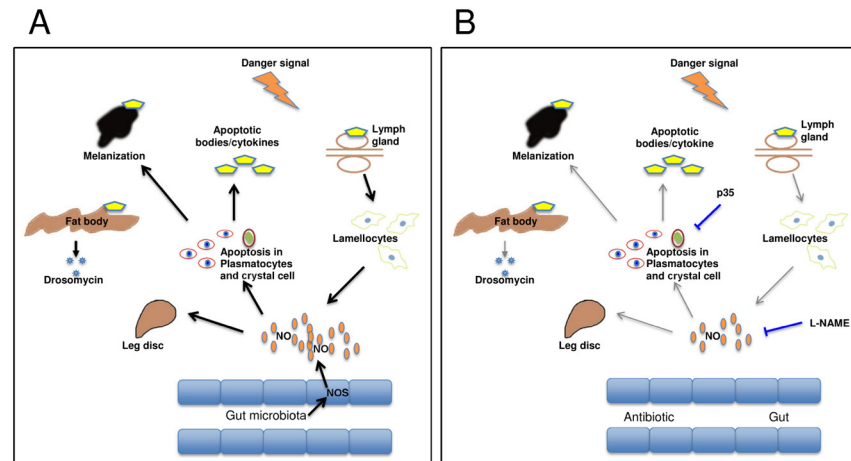 A
Danger signal
Apoptotic
bodies/cytokines
Lymph
gland
Melanization
Fat body
Drosomycin
Apoptosis in
Plasmatocytes
and crystal cell
Lamellocytes
Leg disc
NO
NO
NOS
Gut microbiota
B
Danger signal
Apoptotic
bodies/cytokines
Lymph
gland
Melanization
p35
Fat body
Drosomycin
Apoptosis in
Plasmatocytes
and crystal cell
Lamellocytes
Leg disc
NO
L-NAME
Antibiotic
Gut